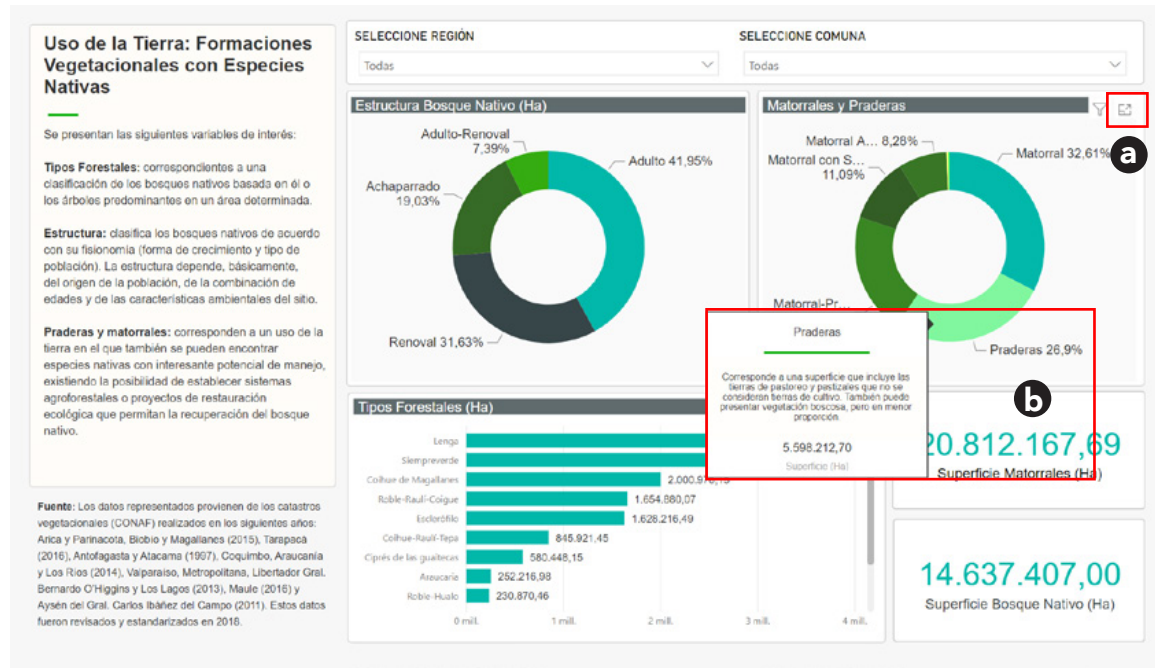 Uso de la Tierra: Formaciones
Vegetacionales con Especies
Nativas
Se presentan las siguientes variables de interés:
Tipos Forestales: correspondientes a una
clasificación de los bosques nativos basada en él o
los árboles predominantes en un área determinada.
Estructura: clasifica los bosques nativos de acuerdo
con su fisionomía (forma de crecimiento y tipo de
población). La estructura depende, básicamente,
del origen de la población, de la combinación de
edades y de las características ambientales del sitio.
Praderas y matorrales: corresponden a un uso de la
tierra en el que también se pueden encontrar
especies nativas con interesante potencial de manejo,
existiendo la posibilidad de establecer sistemas
agroforestales o proyectos de restauración
ecológica que permitan la recuperación del bosque
nativo.
Fuente: Los datos representados provienen de los catastros
vegetacionales (CONAF) realizados en los siguientes años:
Arica y Parinacota, Biobio y Magallanes (2015), Tarapacá
(2016), Antofagasta y Atacama (1997), Coquimbo, Araucanía
y Los Rios (2014), Valparaiso, Metropolitana, Libertador Gral.
Bernardo O'Higgins y Los Lagos (2013), Maule (2016) y
Aysén del Gral. Carlos Ibáñez del Campo (2011). Estos datos
fueron revisados y estandarizados en 2018.
SELECCIONE REGIÓN
Todas
SELECCIONE COMUNA
Todas
Estructura Bosque Nativo (Ha)
Adulto-Renoval
7,39%
Adulto 41,95%
Achaparrado
19,03%
Renoval 31,63%
Matorrales y Praderas
a
Matorral A... 8,28%
Matorral 32,61%
Matorral con S...
11,09%
Matorral-Pr...
Praderas 26,9%
Praderas
Corresponde a una superficie que incluye las
tierras de pastoreo y pastizales que no se
consideran tierras de cultivo. También puede
presentar vegetación boscosa, pero en menor
proporción
5.598.212,70
Superficie (Ha)
b
Tipos Forestales (Ha)
Lenga
Siempreverde
Coihue de Magallanes
Roble-Raulí-Coigue 1.654.880,07
Esclorófilo 1.628.216,49
Coihue-Raulí-Tepa 845.921,45
Ciprés de las guaitecas 580.448,15
Araucaria 252.216,98
Roble-Hualo 230.870,46
0 mill. 1 mill. 2 mill. 3 mill. 4 mill.
20.812.167,69
Superficie Matorrales (Ha)
14.637.407,00
Superficie Bosque Nativo (Ha)